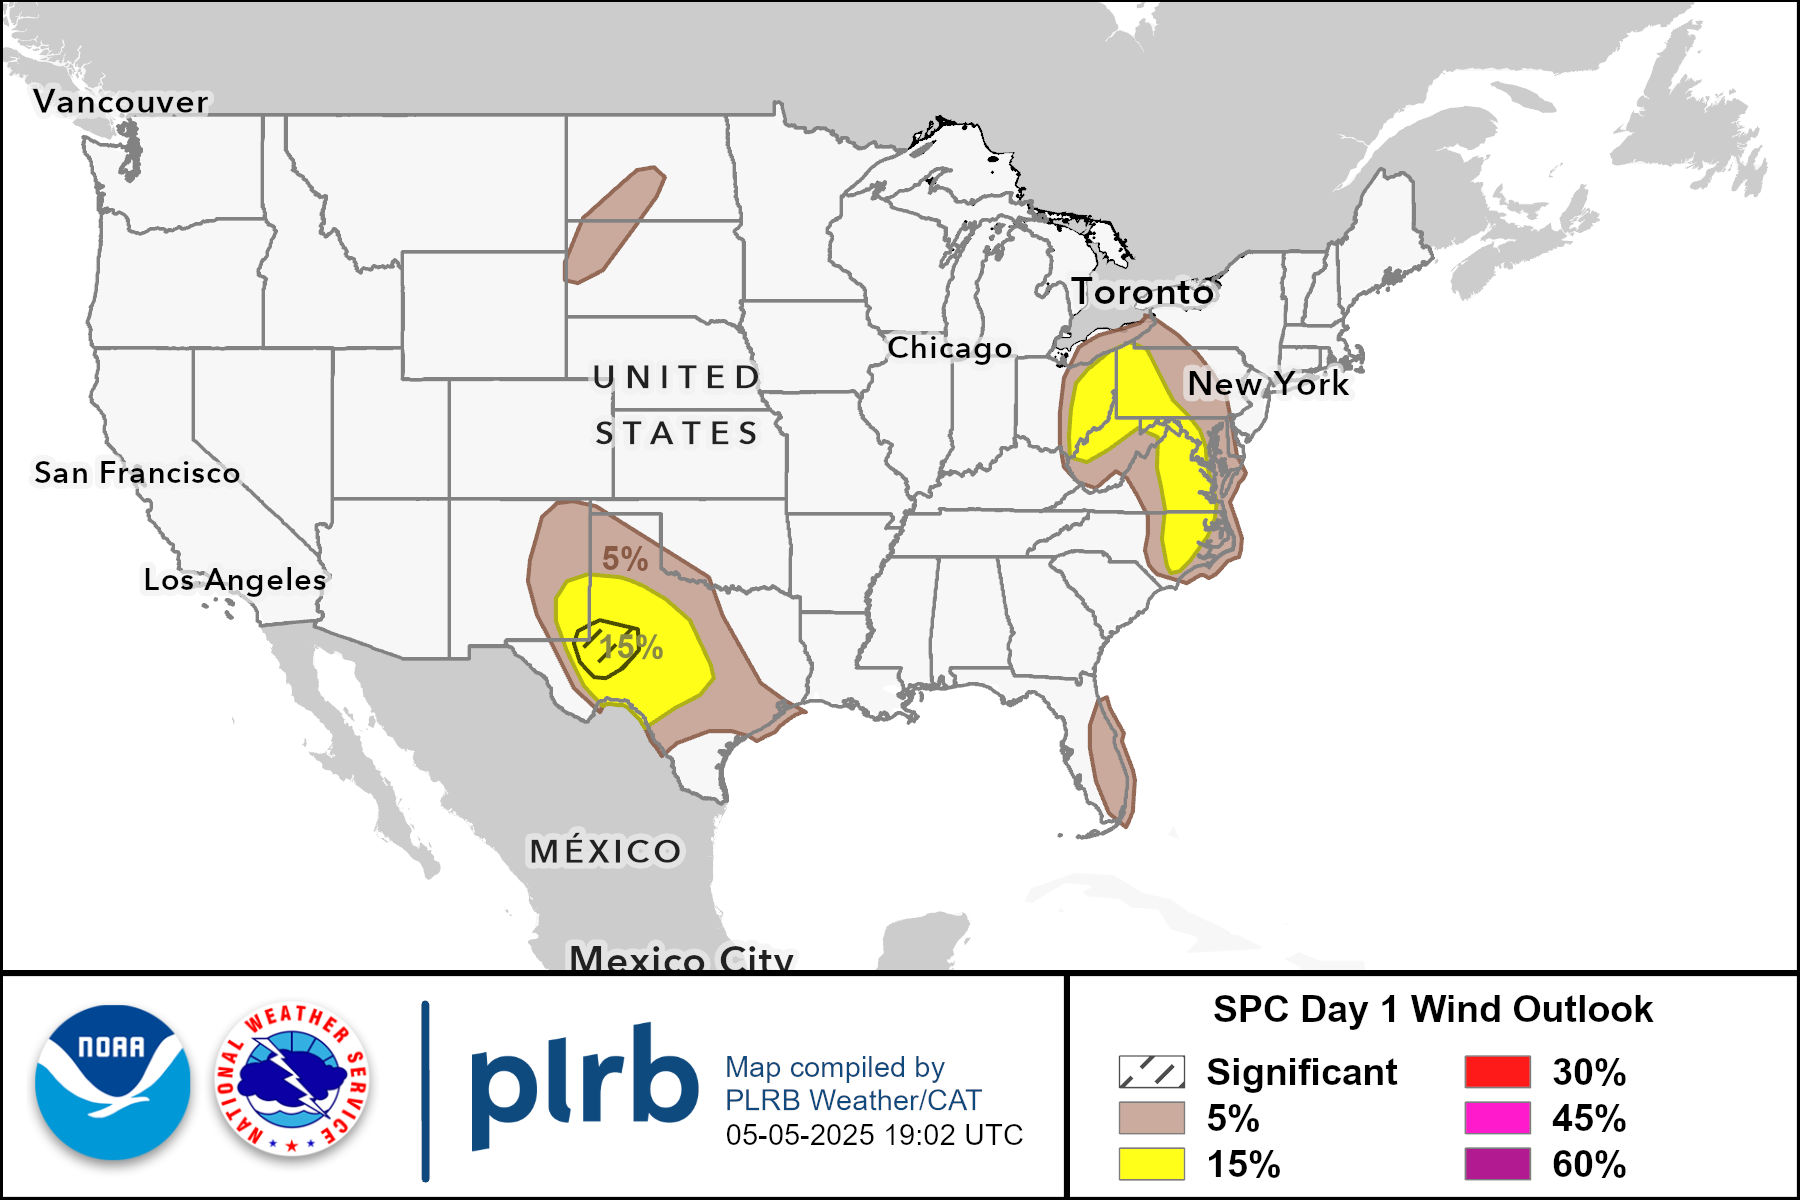 Vancouver
Toronto
Chicago
UNITED
New York
STATES
San Francisco
5%
Los Angeles
15%
MÉXICO
Mexico City
NOAA
NATIONAL WEATHER SERVICE
plrb
Map compiled by
PLRB Weather/CAT
05-05-2025 19:02 UTC
SPC Day 1 Wind Outlook
Significant
5%
15%
30%
45%
60%